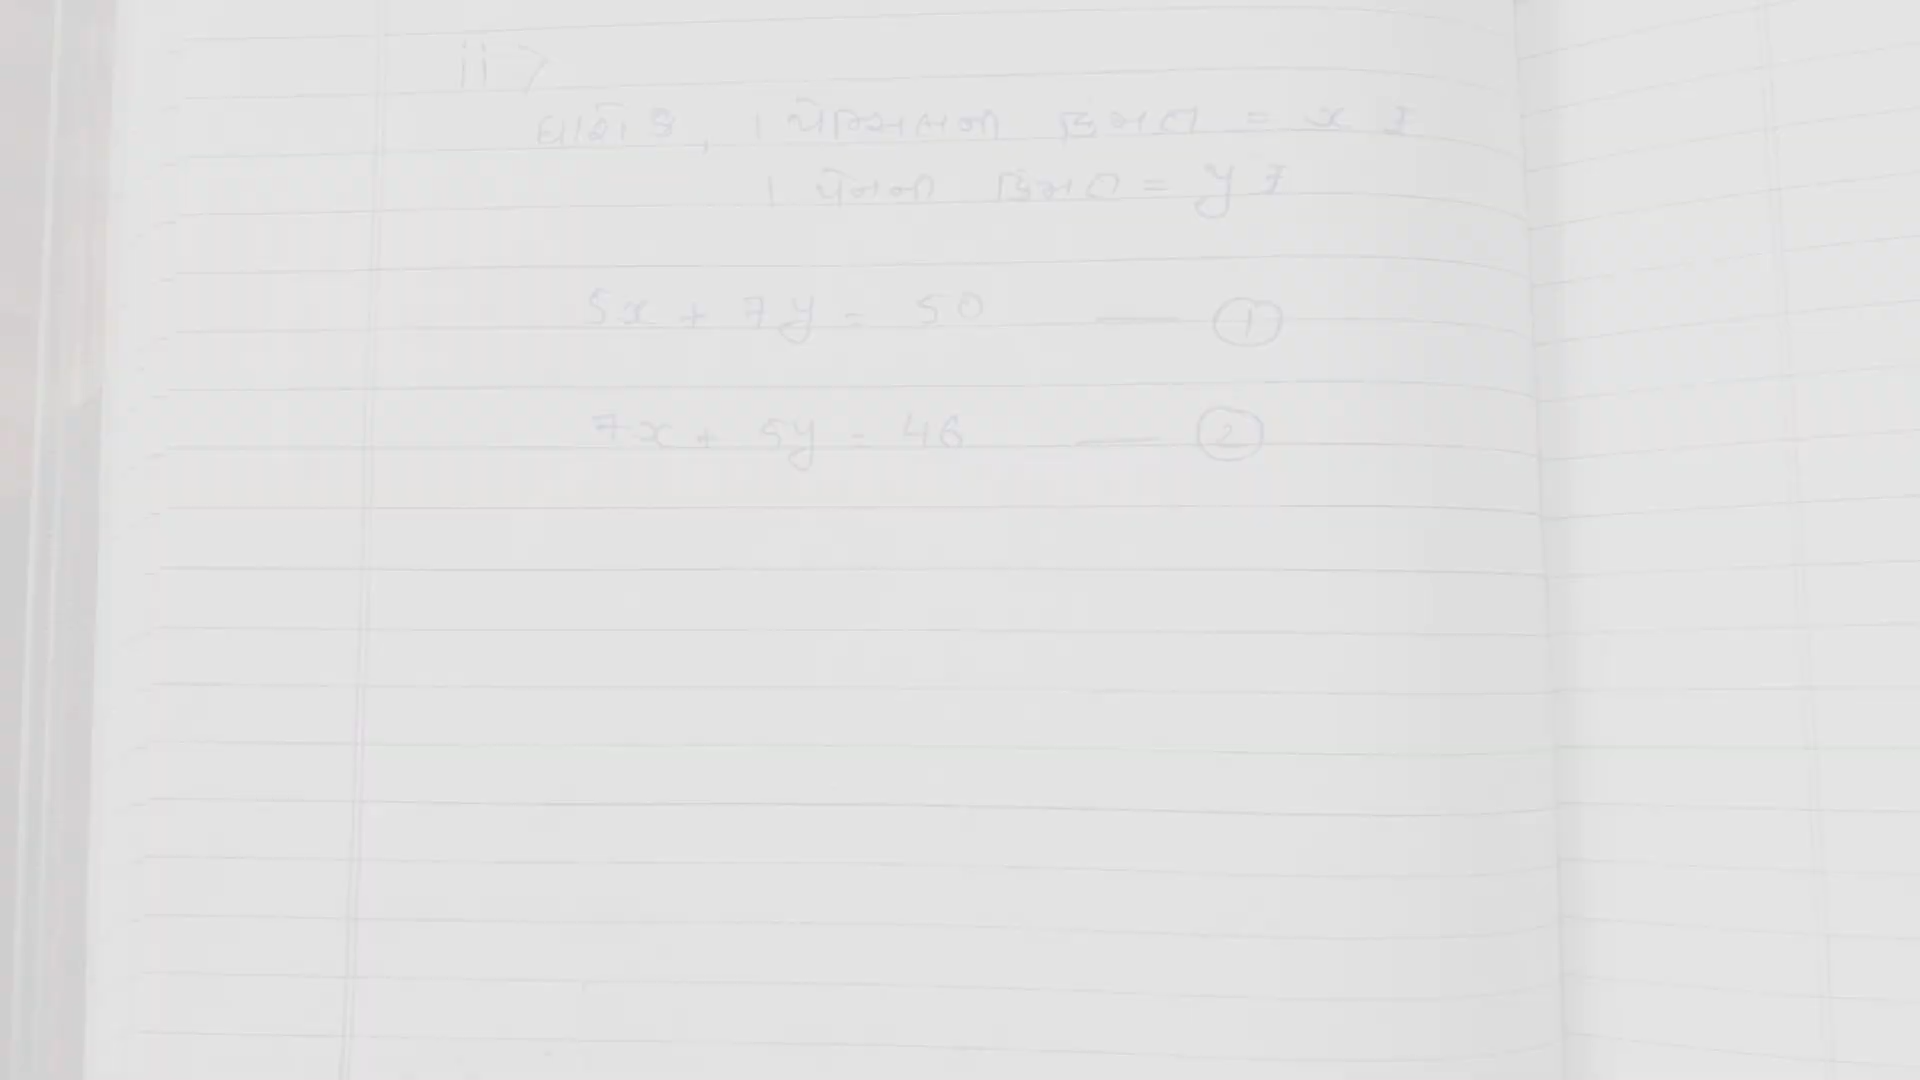 ii >
ધારો કે, 1 પેન્સિલની કિંમત = x ₹
1 પેનની કિંમત = y ₹
5x + 7y = 50 — ①
7x + 5y = 46 — ②